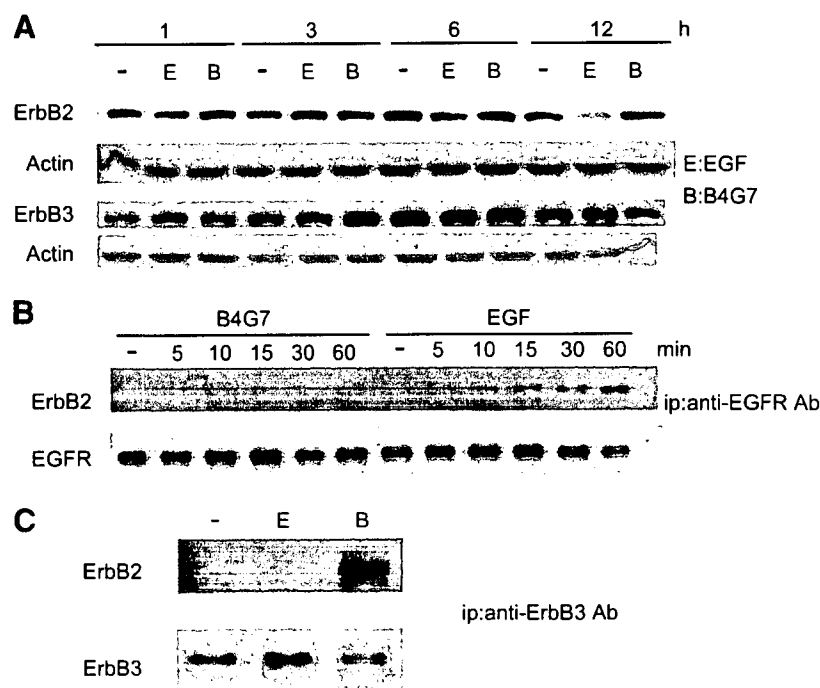 A
1 3 6 12 h
- E B - E B - E B - E B
ErbB2
Actin
E:EGF
B:B4G7
ErbB3
Actin
B
B4G7 EGF
- 5 10 15 30 60 - 5 10 15 30 60 min
ErbB2
ip:anti-EGFR Ab
EGFR
C
- E B
ErbB2
ip:anti-ErbB3 Ab
ErbB3